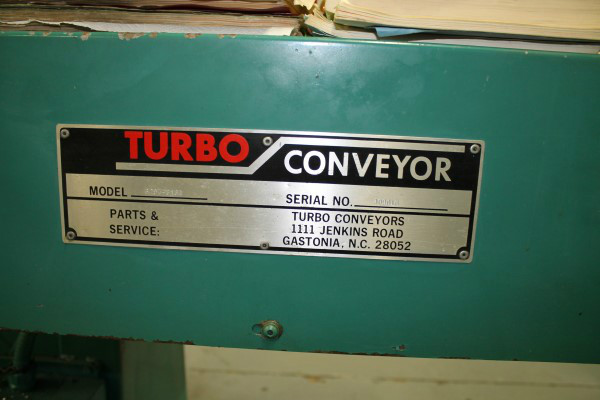 TURBO
CONVEYOR
MODEL
SERIAL NO.
PARTS &
SERVICE:
TURBO CONVEYORS
1111 JENKINS ROAD
GASTONIA, N.C. 28052